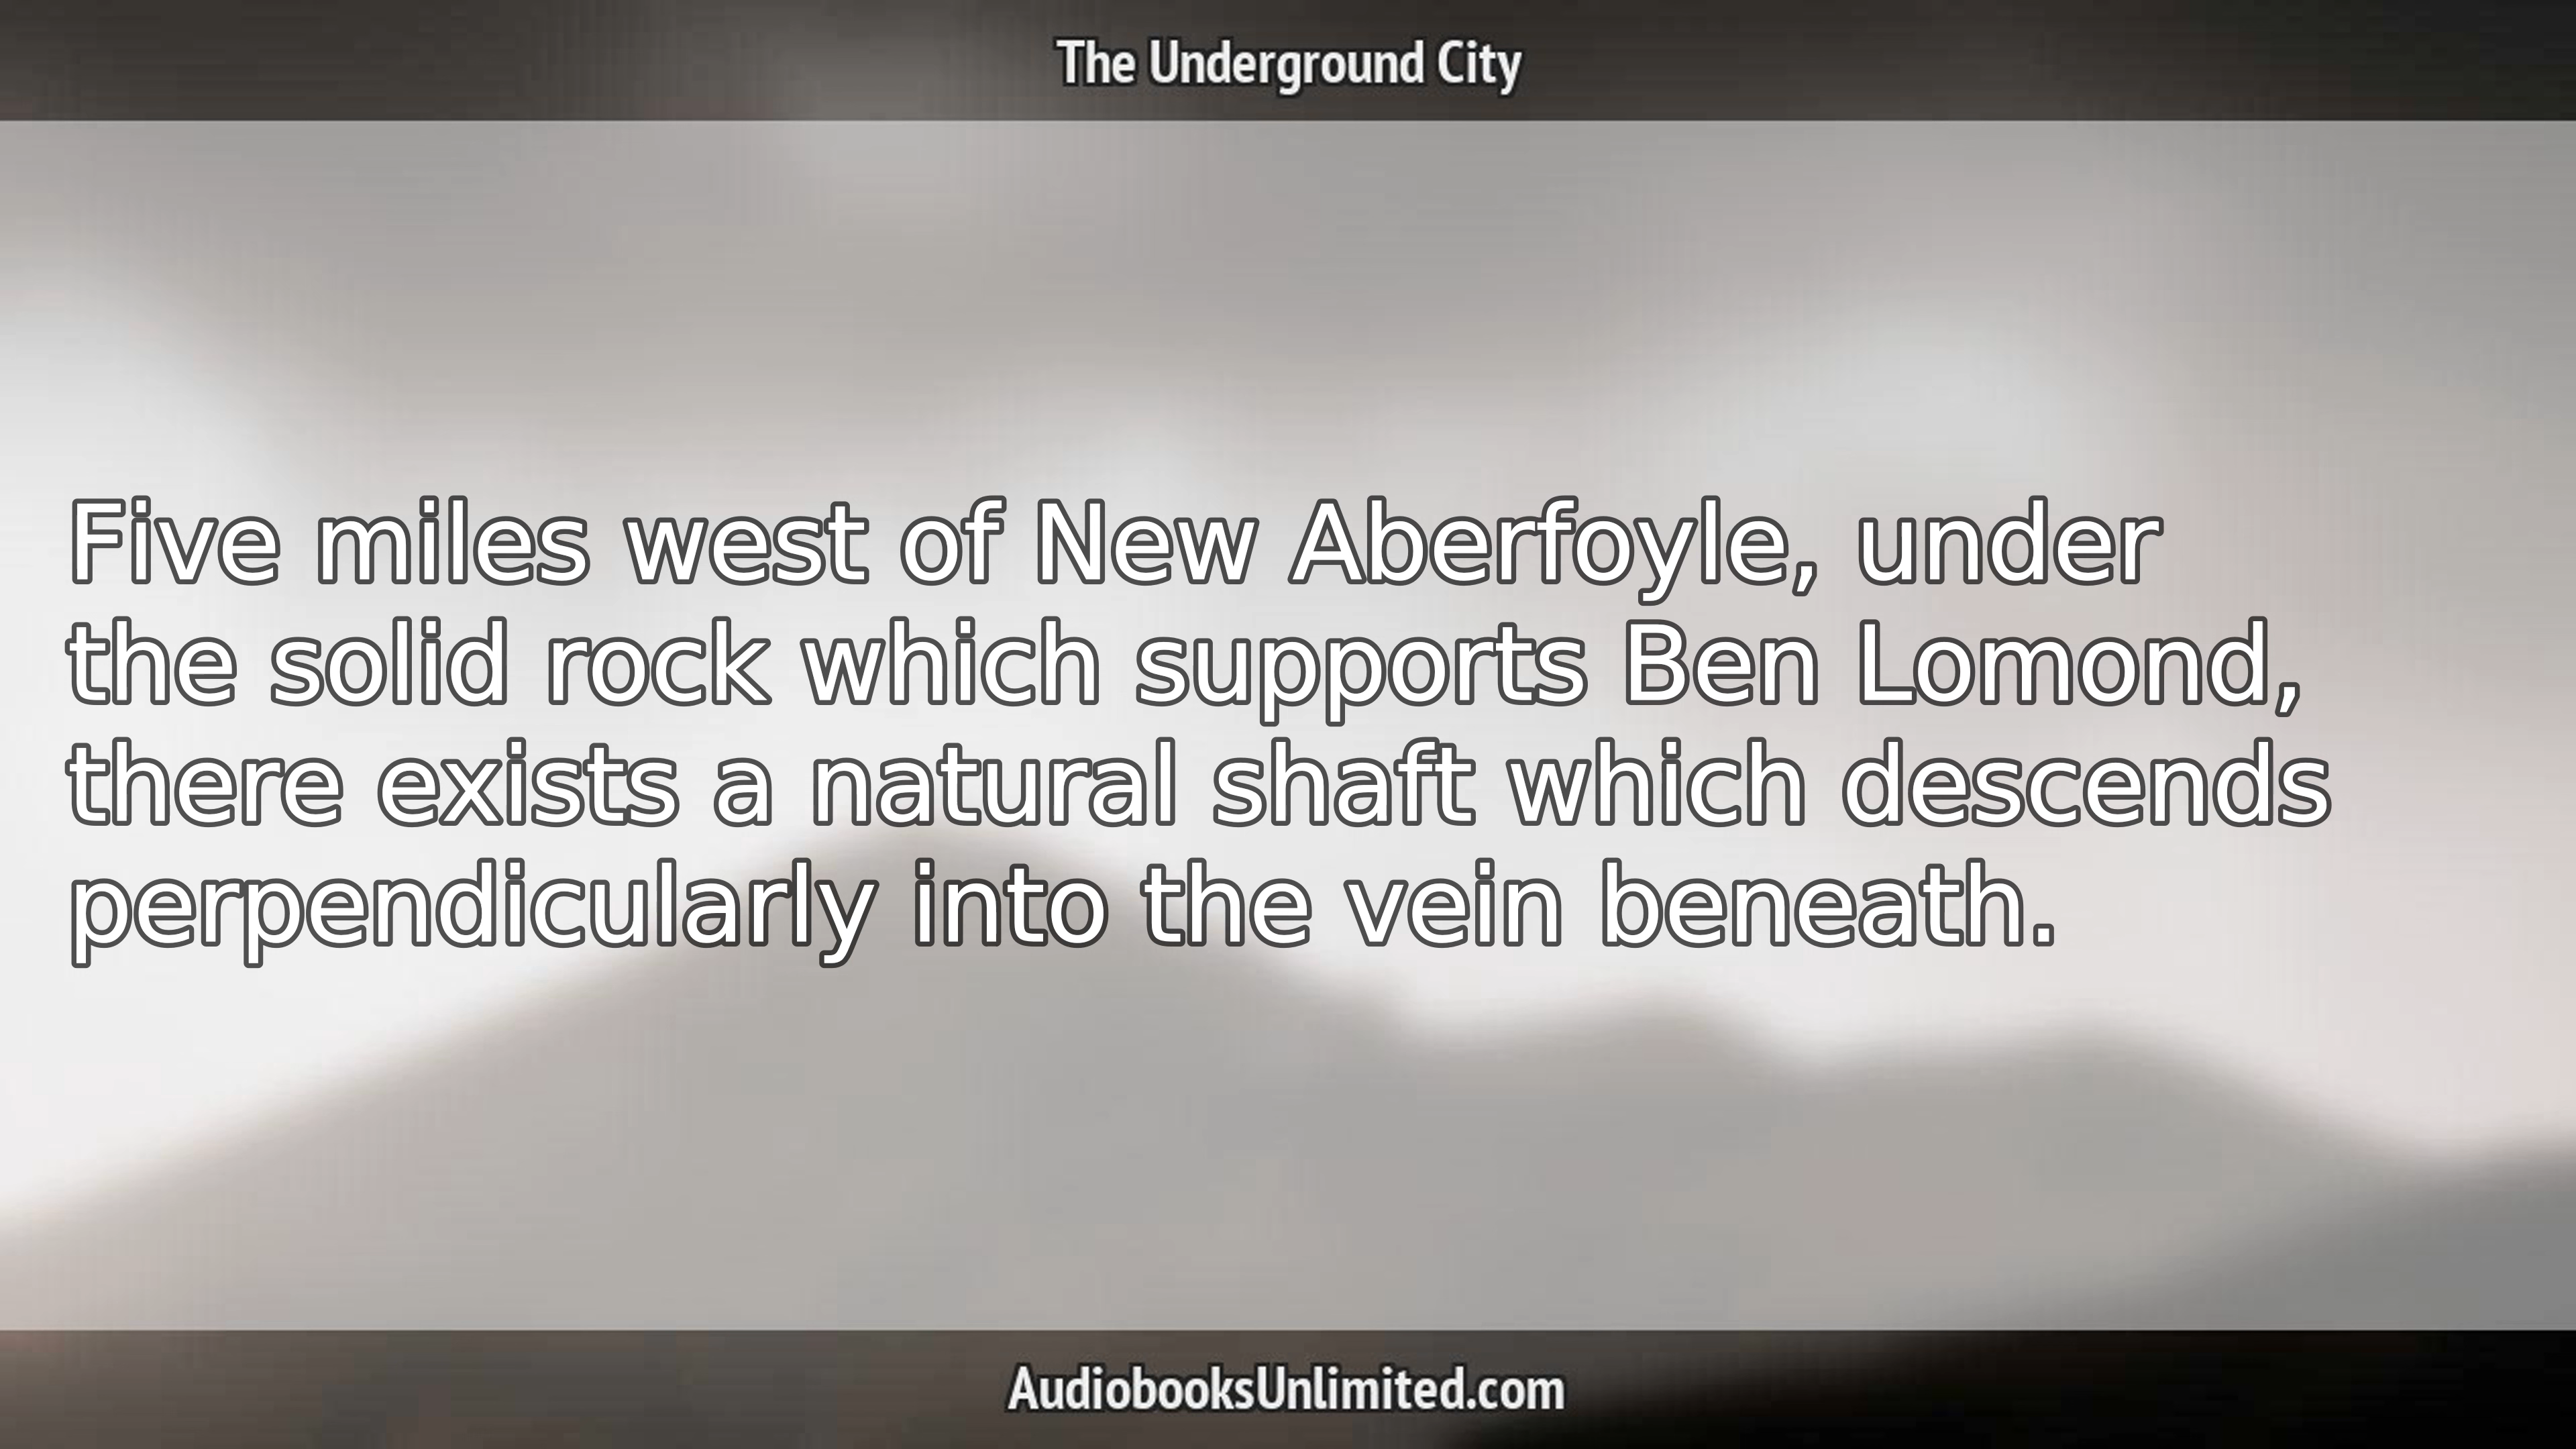 The Underground City
Five miles west of New Aberfoyle, under
the solid rock which supports Ben Lomond,
there exists a natural shaft which descends
perpendicularly into the vein beneath.
AudiobooksUnlimited.com